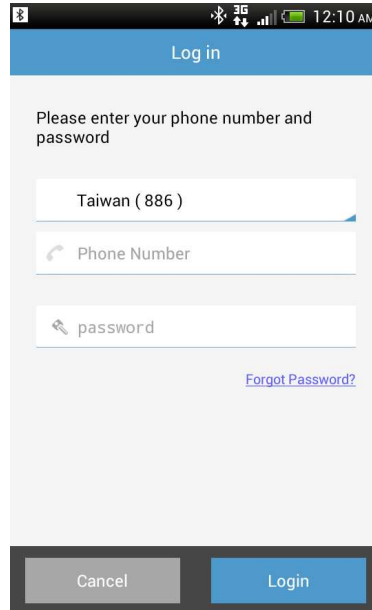 3G 12:10 AM
Log in
Please enter your phone number and
password
Taiwan ( 886 )
Phone Number
password
Forgot Password?
Cancel Login